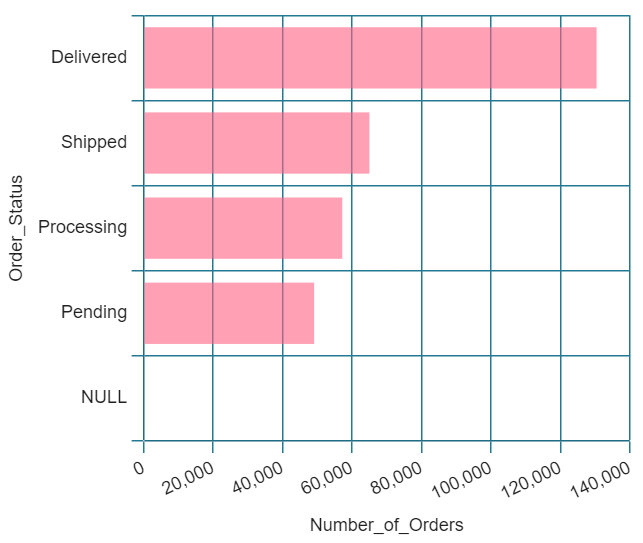 Delivered
Shipped
Processing
Pending
NULL
Order_Status
0
20,000
40,000
60,000
80,000
100,000
120,000
140,000
Number_of_Orders